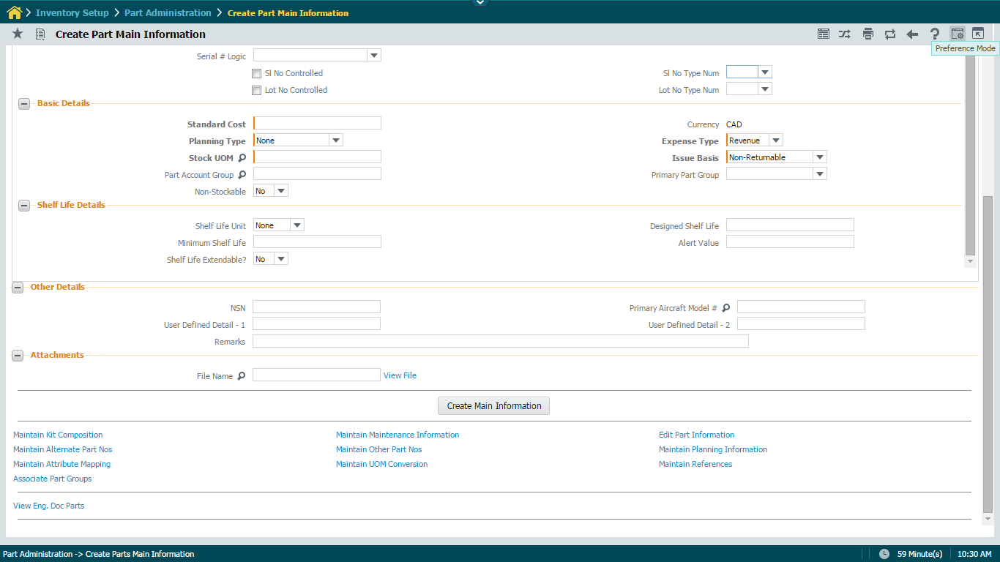 Inventory Setup Part Administration Create Part Main Information
Create Part Main Information
Preference Mode
Serial # Logic
Sl No Controlled Sl No Type Num
Lot No Controlled Lot No Type Num
Basic Details
Standard Cost Currency CAD
Planning Type None Expense Type Revenue
Stock UOM Issue Basis Non-Returnable
Part Account Group Primary Part Group
Non-Stockable No
Shelf Life Details
Shelf Life Unit None Designed Shelf Life
Minimum Shelf Life Alert Value
Shelf Life Extendable? No
Other Details
NSN Primary Aircraft Model #
User Defined Detail - 1 User Defined Detail - 2
Remarks
Attachments
File Name View File
Create Main Information
Maintain Kit Composition Maintain Maintenance Information Edit Part Information
Maintain Alternate Part Nos Maintain Other Part Nos Maintain Planning Information
Maintain Attribute Mapping Maintain UOM Conversion Maintain References
Associate Part Groups
View Eng. Doc Parts
Part Administration -> Create Parts Main Information 59 Minute(s) 10:30 AM